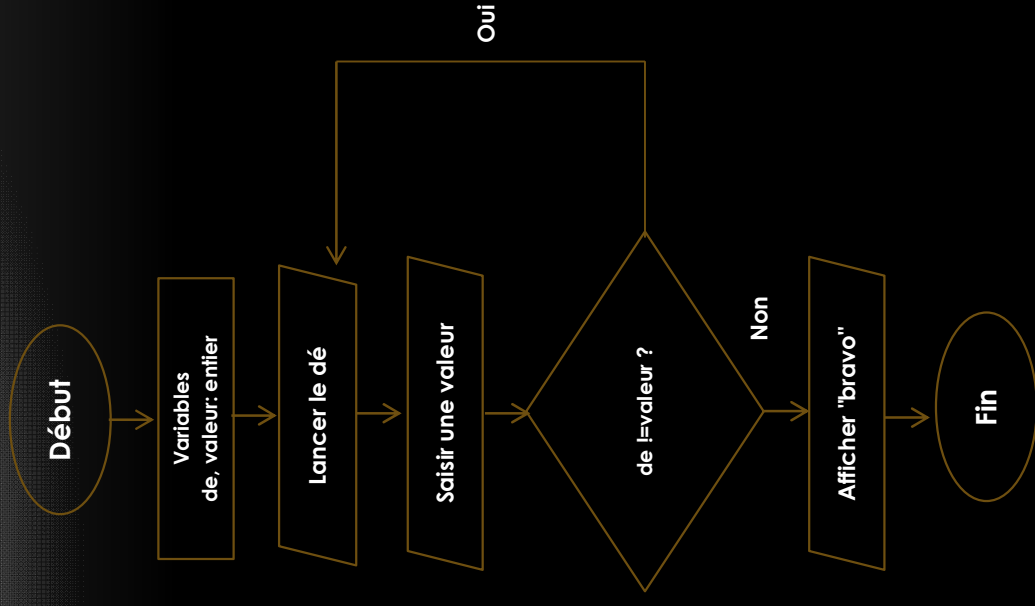 Début
Variables
de, valeur: entier
Lancer le dé
Saisir une valeur
de !=valeur ?
Oui
Non
Afficher "bravo"
Fin